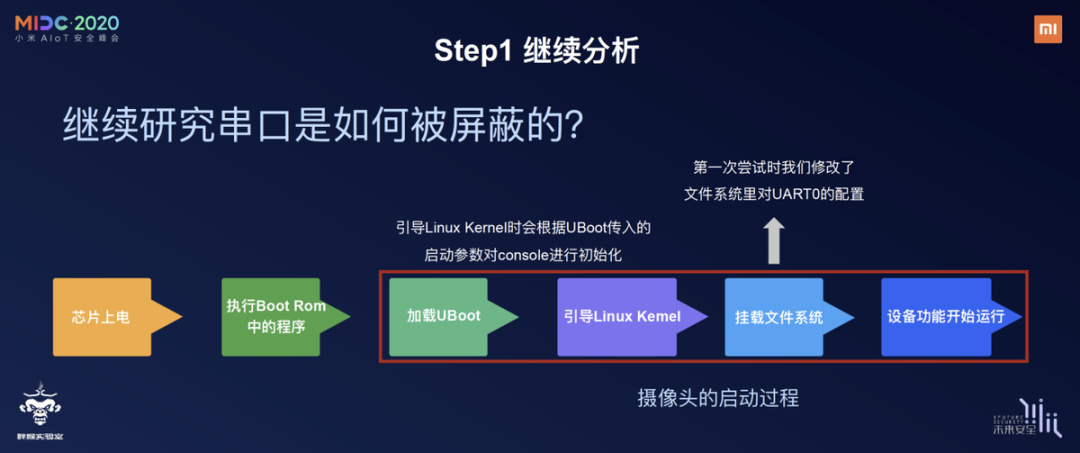 MIDC·2020
小米AIoT安全峰会
Step1 继续分析
继续研究串口是如何被屏蔽的?
第一次尝试时我们修改了
文件系统里对UART0的配置
引导Linux Kernel时会根据UBoot传入的
启动参数对console进行初始化
芯片上电
执行Boot Rom
中的程序
加载UBoot
引导Linux Kemel
挂载文件系统
设备功能开始运行
摄像头的启动过程
胖猴实验室
未来安全